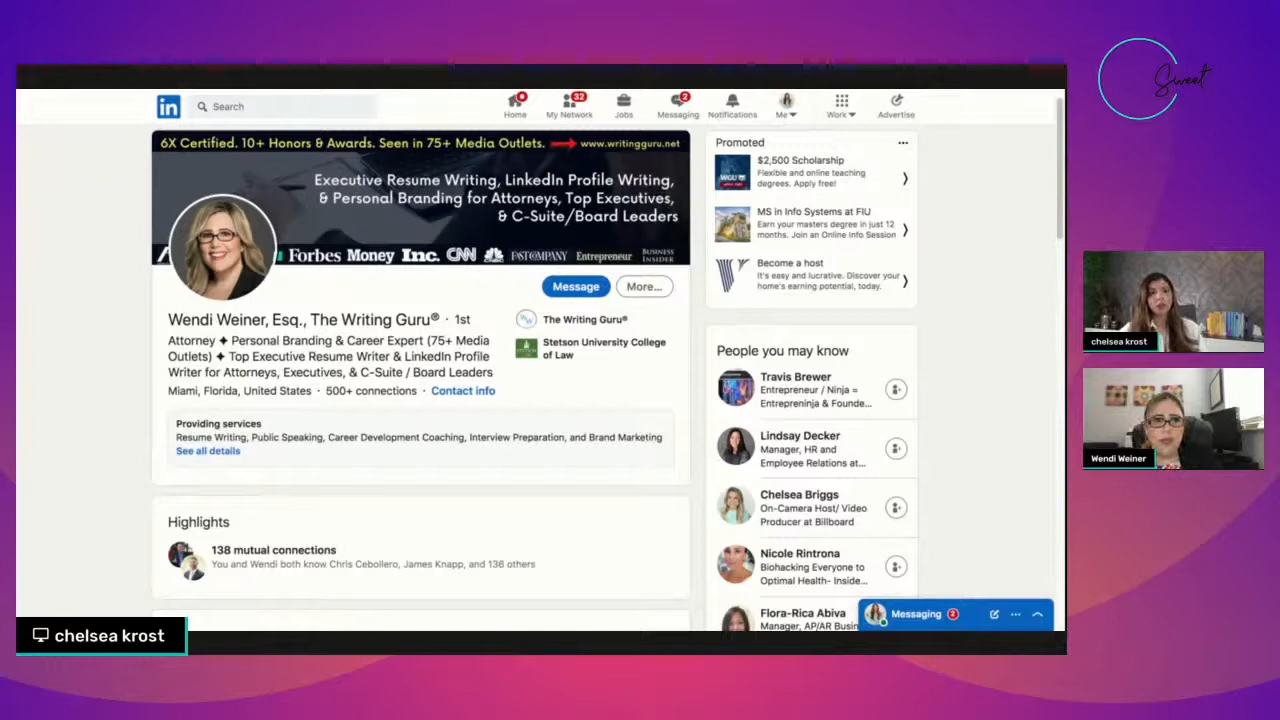 Sweet
in
Search
Home
32
My Network
Jobs
2
Messaging
Notifications
Me
Work
Advertise
6X Certified. 10+ Honors & Awards. Seen in 75+ Media Outlets.
www.writingguru.net
Executive Resume Writing, LinkedIn Profile Writing,
& Personal Branding for Attorneys, Top Executives,
& C-Suite/Board Leaders
Forbes Money Inc. CNN FAST COMPANY Entrepreneur BUSINESS INSIDER
Message
More...
Wendi Weiner, Esq., The Writing Guru® · 1st
Attorney ✦ Personal Branding & Career Expert (75+ Media
Outlets) ✦ Top Executive Resume Writer & LinkedIn Profile
Writer for Attorneys, Executives, & C-Suite / Board Leaders
Miami, Florida, United States · 500+ connections · Contact info
The Writing Guru®
Stetson University College
of Law
Providing services
Resume Writing, Public Speaking, Career Development Coaching, Interview Preparation, and Brand Marketing
See all details
Highlights
138 mutual connections
You and Wendi both know Chris Cebollero, James Knapp, and 136 others
Promoted
WGU
$2,500 Scholarship
Flexible and online teaching
degrees. Apply free!
MS in Info Systems at FIU
Earn your masters degree in just 12
months. Join an Online Info Session
Become a host
It's easy and lucrative. Discover your
home's earning potential, today.
People you may know
Travis Brewer
Entrepreneur / Ninja =
Entrepreninja & Founde...
Lindsay Decker
Manager, HR and
Employee Relations at...
Chelsea Briggs
On-Camera Host/ Video
Producer at Billboard
Nicole Rintrona
Biohacking Everyone to
Optimal Health- Inside...
Flora-Rica Abiva
Manager, AP/AR Busin
Messaging 2
chelsea krost
Wendi Weiner
chelsea krost